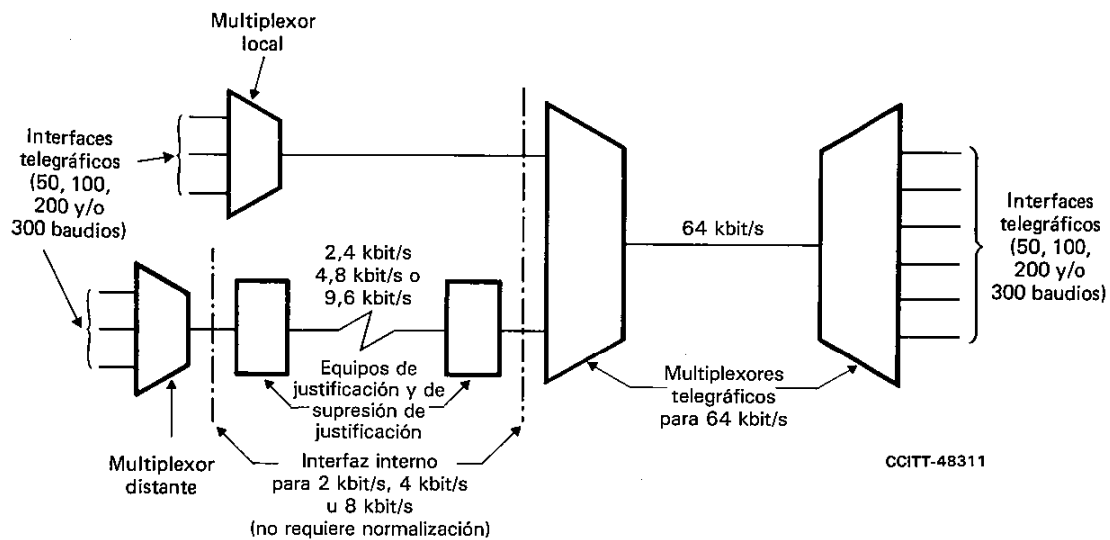 Multiplexor
local
Interfaces
telegráficos
(50, 100,
200 y/o
300 baudios)
2,4 kbit/s
4,8 kbit/s o
9,6 kbit/s
64 kbit/s
Interfaces
telegráficos
(50, 100,
200 y/o
300 baudios)
Equipos de
justificación y de
supresión de
justificación
Multiplexores
telegráficos
para 64 kbit/s
Multiplexor
distante
Interfaz interno
para 2 kbit/s, 4 kbit/s
u 8 kbit/s
(no requiere normalización)
CCITT-48311